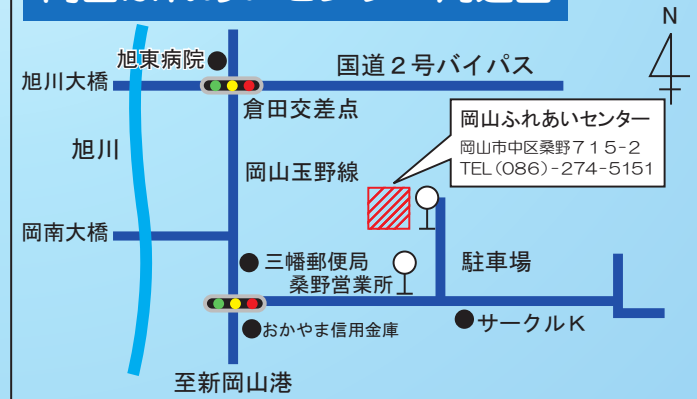 N
旭東病院
国道2号バイパス
旭川大橋
倉田交差点
岡山ふれあいセンター
岡山市中区桑野715-2
TEL(086)-274-5151
旭川
岡山玉野線
岡南大橋
三幡郵便局
桑野営業所
駐車場
おかやま信用金庫
サークルK
至新岡山港